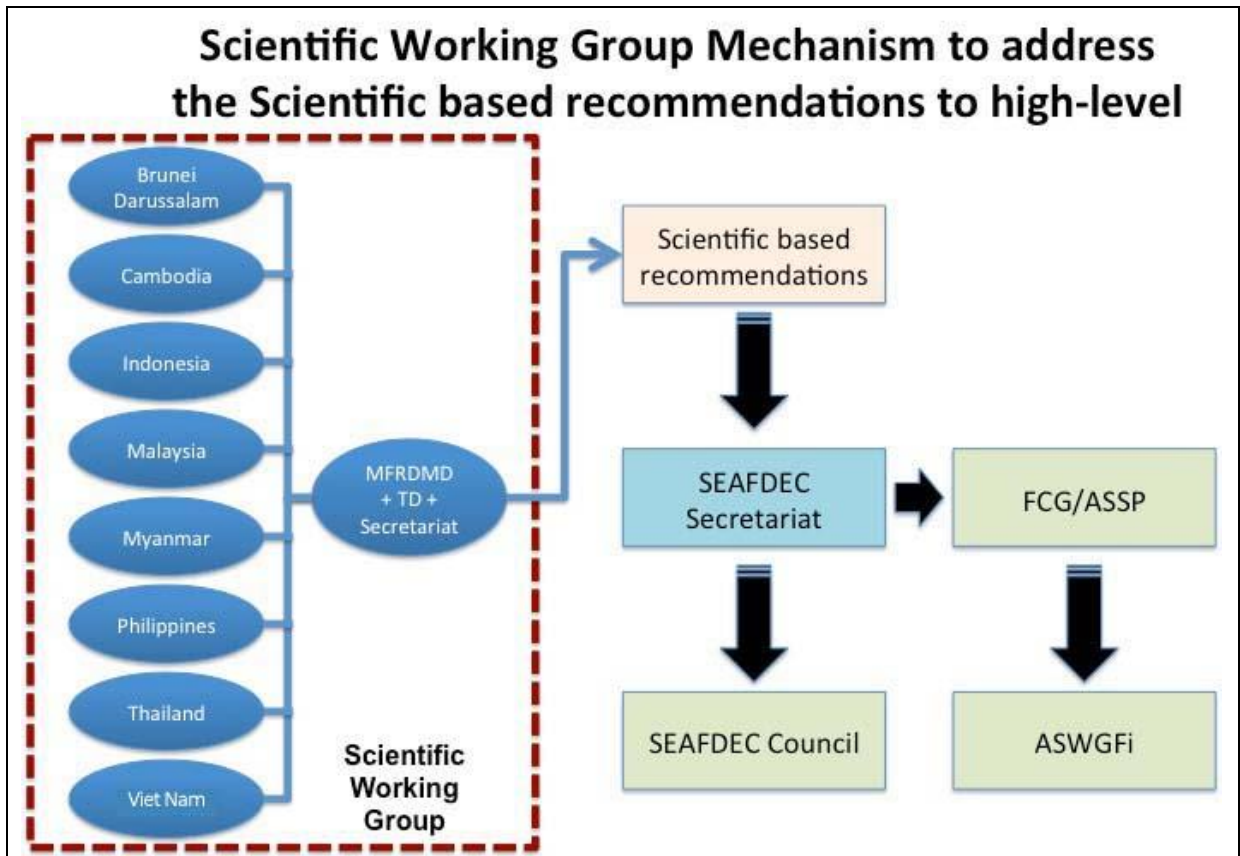 Scientific Working Group Mechanism to address
the Scientific based recommendations to high-level
Brunei
Darussalam
Cambodia
Indonesia
Malaysia
Myanmar
Philippines
Thailand
Viet Nam
MFRDMD
+ TD +
Secretariat
Scientific
Working
Group
Scientific based
recommendations
SEAFDEC
Secretariat
FCG/ASSP
SEAFDEC Council
ASWGFi